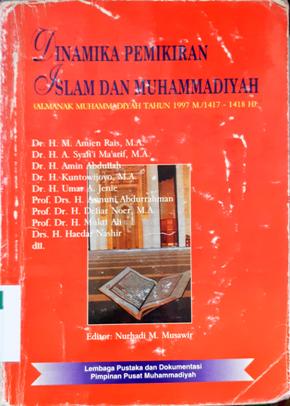 DINAMIKA PEMIKIRAN
ISLAM DAN MUHAMMADIYAH
(ALMANAK MUHAMMADIYAH TAHUN 1997 M./1417 - 1418 H)
Dr. H. M. Amien Rais, M.A.
Dr. H. A. Syafi'i Ma'arif, M.A.
Dr. H. Amin Abdullah
Dr. H. Kuntowijoyo, M.A.
Dr. H. Umar A. Jenie
Prof. Drs. H. Asmuni Abdurrahman
Prof. Dr. H. Deliar Noer, M.A.
Prof. Dr. H. Mukti Ali
Drs. H. Haedar Nashir
dll.
Editor: Nurhadi M. Musawir
Lembaga Pustaka dan Dokumentasi
Pimpinan Pusat Muhammadiyah